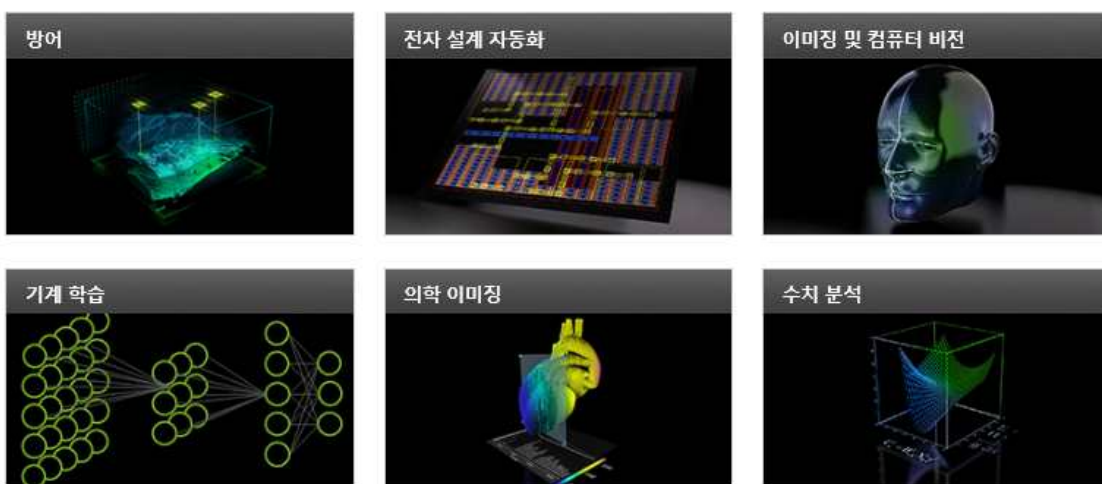 방어
전자 설계 자동화
이미징 및 컴퓨터 비전
기계 학습
의학 이미징
수치 분석